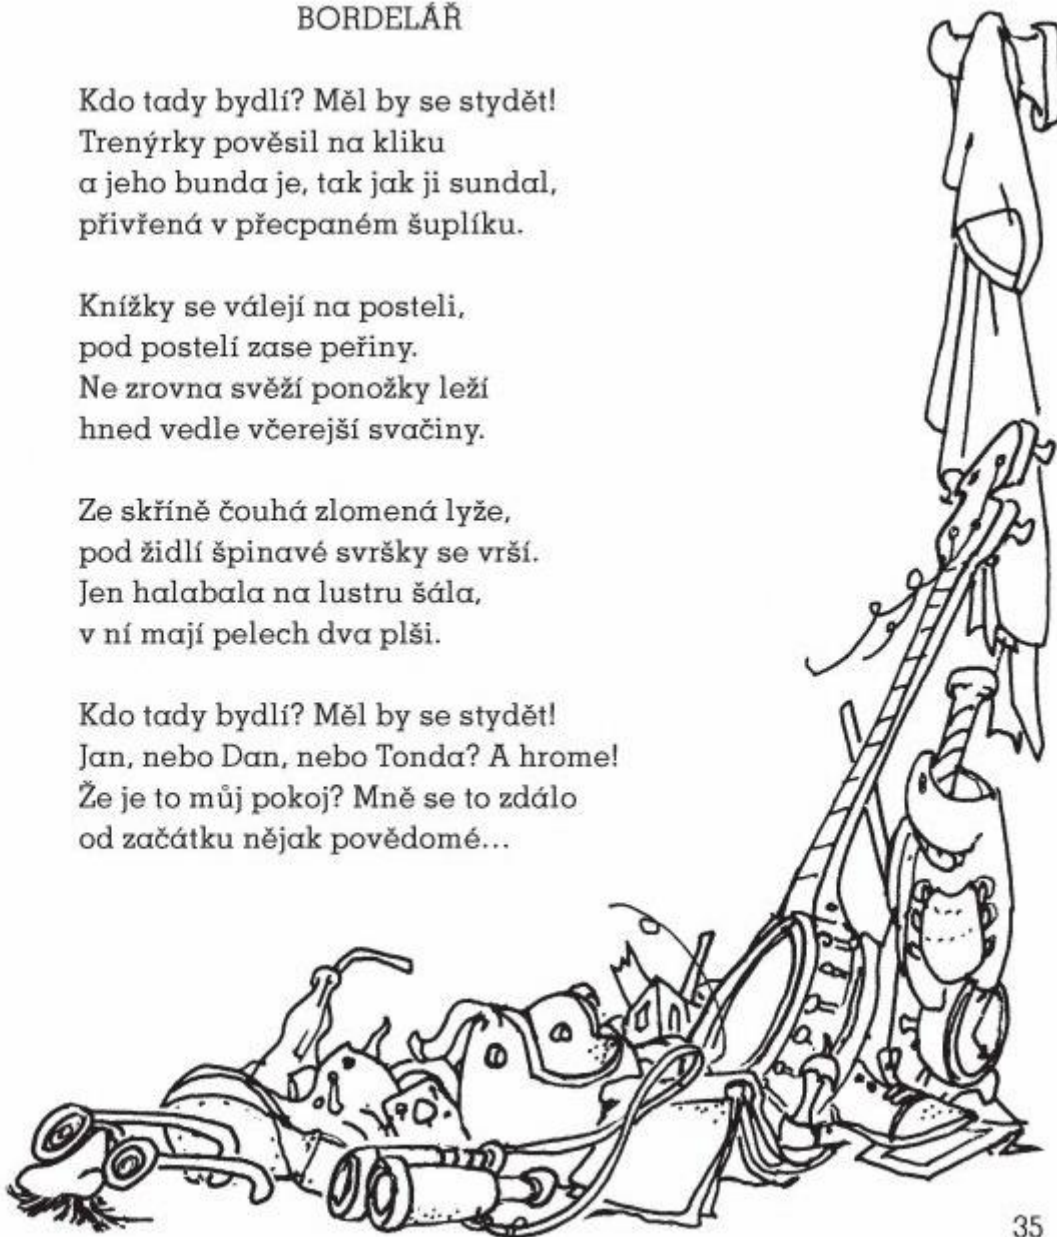 BORDELÁŘ
Kdo tady bydlí? Měl by se stydět!
Trenýrky pověsil na kliku
a jeho bunda je, tak jak ji sundal,
přivřená v přecpaném šuplíku.
Knížky se válejí na posteli,
pod postelí zase peřiny.
Ne zrovna svěží ponožky leží
hned vedle včerejší svačiny.
Ze skříně čouhá zlomená lyže,
pod židlí špinavé svršky se vrší.
Jen halabala na lustru šála,
v ní mají pelech dva plši.
Kdo tady bydlí? Měl by se stydět!
Jan, nebo Dan, nebo Tonda? A hrome!
Že je to můj pokoj? Mně se to zdálo
od začátku nějak povědomé...
35